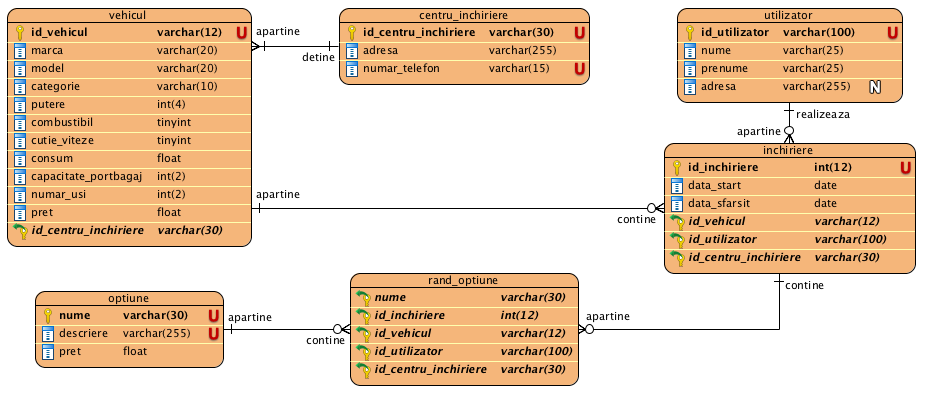 vehicul
id_vehicul varchar(12) U
marca varchar(20)
model varchar(20)
categorie varchar(10)
putere int(4)
combustibil tinyint
cutie_viteze tinyint
consum float
capacitate_portbagaj int(2)
numar_usi int(2)
pret float
id_centru_inchiriere varchar(30)
apartine
detine
centru_inchiriere
id_centru_inchiriere varchar(30) U
adresa varchar(255)
numar_telefon varchar(15) U
utilizator
id_utilizator varchar(100) U
nume varchar(25)
prenume varchar(25)
adresa varchar(255) N
realizeaza
apartine
inchiriere
id_inchiriere int(12) U
data_start date
data_sfarsit date
id_vehicul varchar(12)
id_utilizator varchar(100)
id_centru_inchiriere varchar(30)
apartine
contine
optiune
nume varchar(30) U
descriere varchar(255) U
pret float
apartine
contine
rand_optiune
nume varchar(30)
id_inchiriere int(12)
id_vehicul varchar(12)
id_utilizator varchar(100)
id_centru_inchiriere varchar(30)
apartine
contine